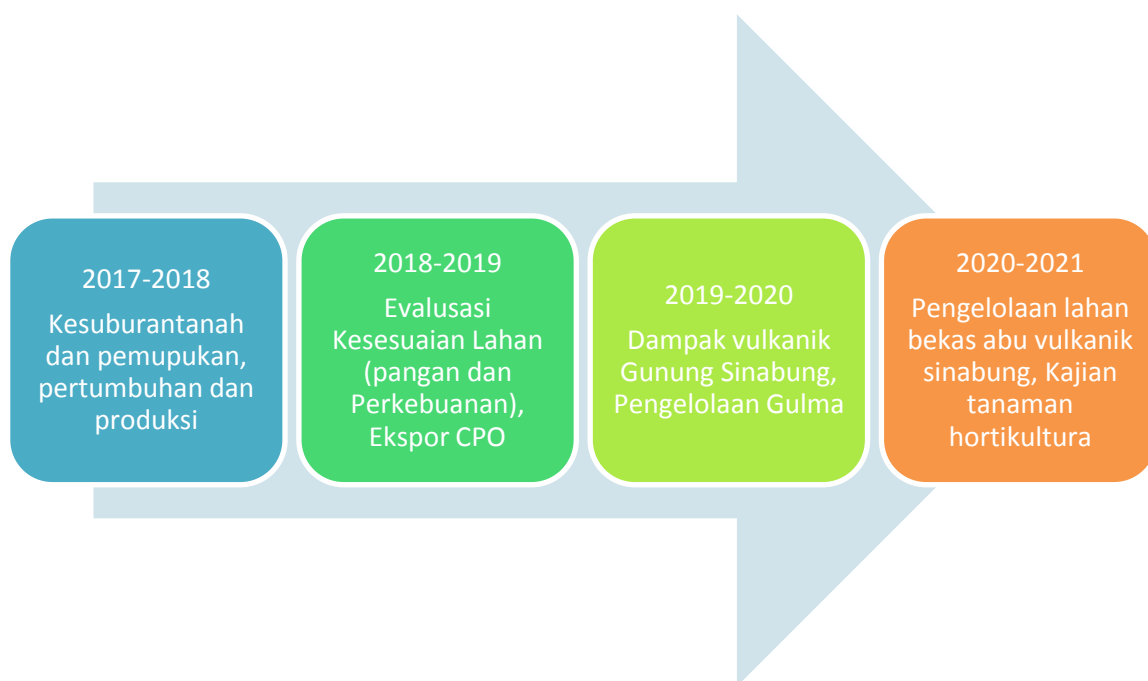 2017-2018
Kesuburantanah
dan pemupukan,
pertumbuhan dan
produksi
2018-2019
Evalusasi
Kesesuaian Lahan
(pangan dan
Perkebuanan),
Ekspor CPO
2019-2020
Dampak vulkanik
Gunung Sinabung,
Pengelolaan Gulma
2020-2021
Pengelolaan lahan
bekas abu vulkanik
sinabung, Kajian
tanaman
hortikultura